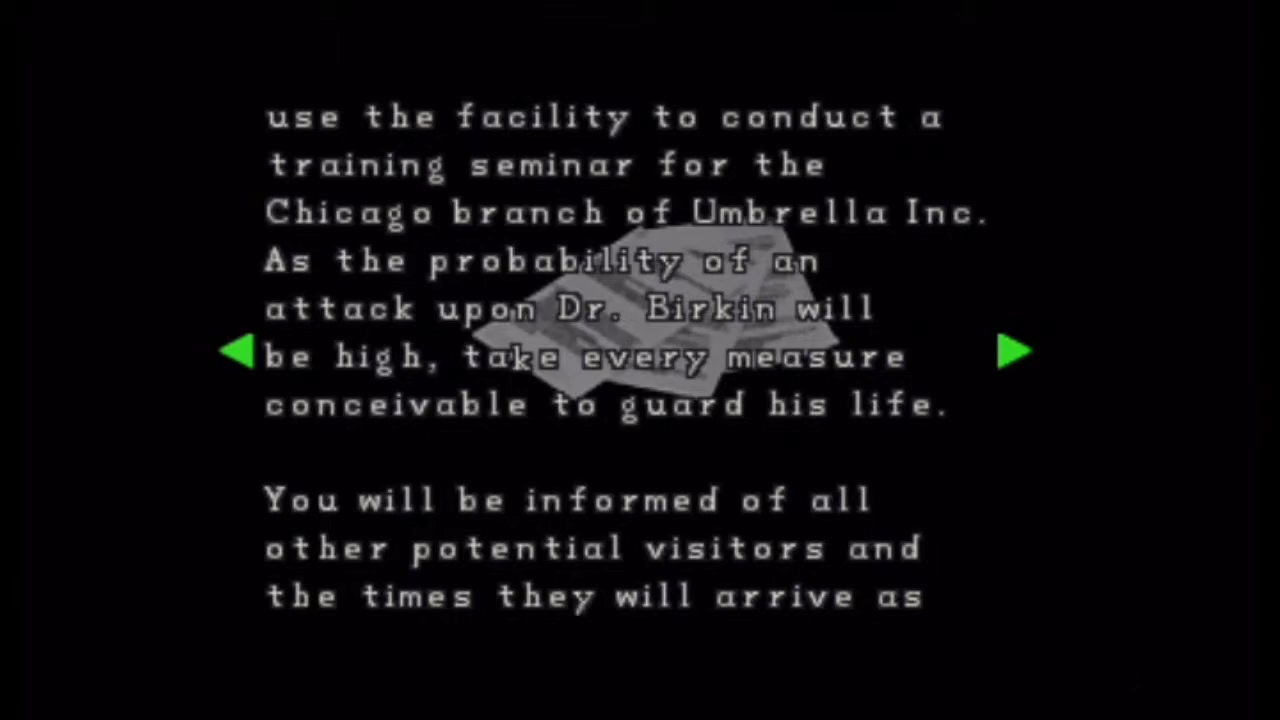 use the facility to conduct a
training seminar for the
Chicago branch of Umbrella Inc.
As the probability of an
attack upon Dr. Birkin will
be high, take every measure
conceivable to guard his life.
You will be informed of all
other potential visitors and
the times they will arrive as